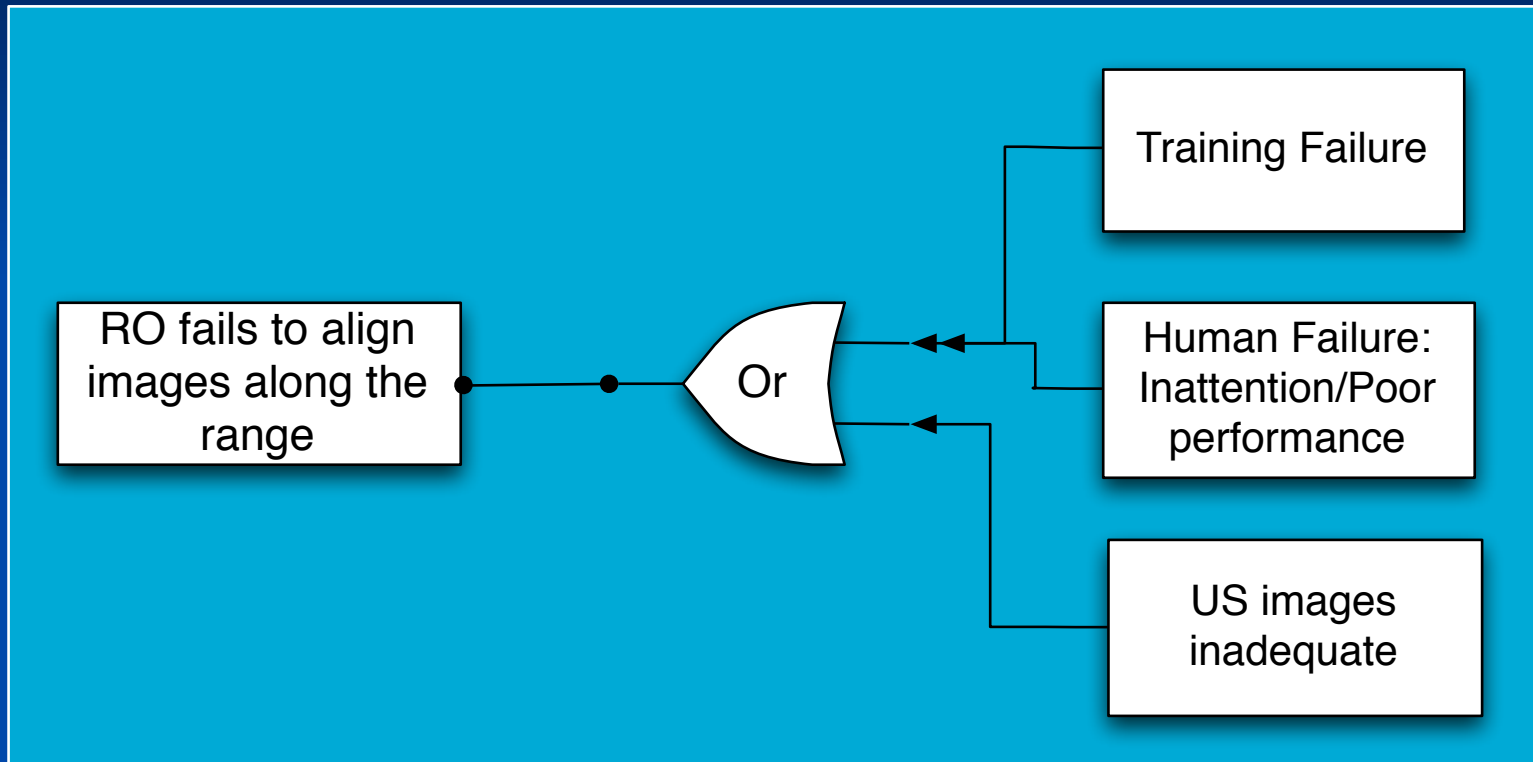 RO fails to align
images along the
range
Or
Training Failure
Human Failure:
Inattention/Poor
performance
US images
inadequate